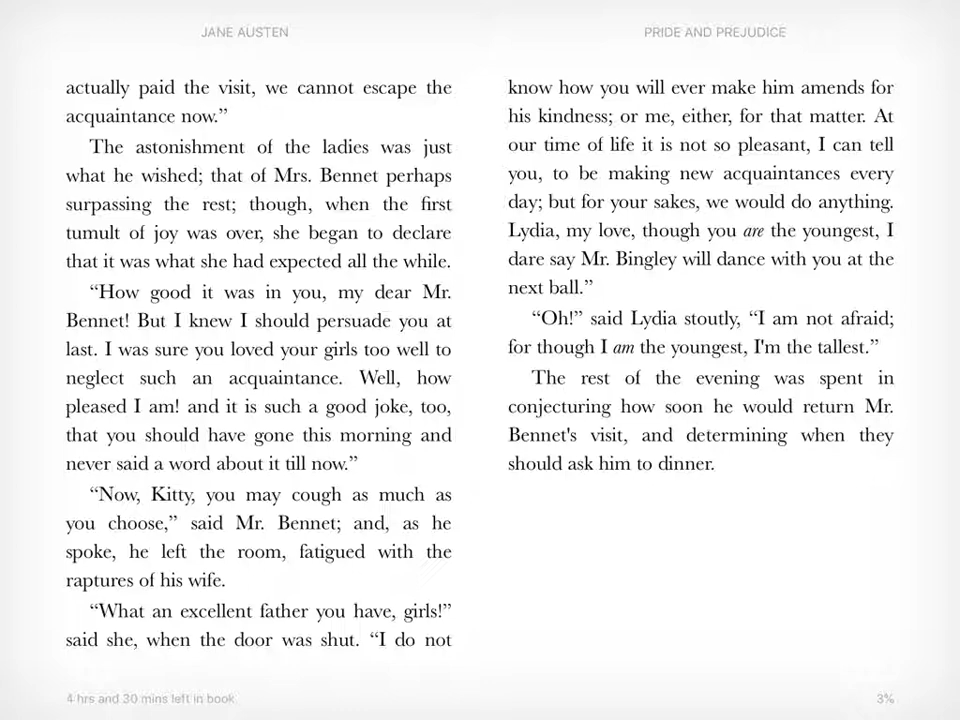 JANE AUSTEN
actually paid the visit, we cannot escape the
acquaintance now.”
The astonishment of the ladies was just
what he wished; that of Mrs. Bennet perhaps
surpassing the rest; though, when the first
tumult of joy was over, she began to declare
that it was what she had expected all the while.
“How good it was in you, my dear Mr.
Bennet! But I knew I should persuade you at
last. I was sure you loved your girls too well to
neglect such an acquaintance. Well, how
pleased I am! and it is such a good joke, too,
that you should have gone this morning and
never said a word about it till now.”
“Now, Kitty, you may cough as much as
you choose,” said Mr. Bennet; and, as he
spoke, he left the room, fatigued with the
raptures of his wife.
“What an excellent father you have, girls!”
said she, when the door was shut. “I do not
4 hrs and 30 mins left in book
PRIDE AND PREJUDICE
know how you will ever make him amends for
his kindness; or me, either, for that matter. At
our time of life it is not so pleasant, I can tell
you, to be making new acquaintances every
day; but for your sakes, we would do anything.
Lydia, my love, though you are the youngest, I
dare say Mr. Bingley will dance with you at the
next ball.”
“Oh!” said Lydia stoutly, “I am not afraid;
for though I am the youngest, I'm the tallest.”
The rest of the evening was spent in
conjecturing how soon he would return Mr.
Bennet's visit, and determining when they
should ask him to dinner.
3%